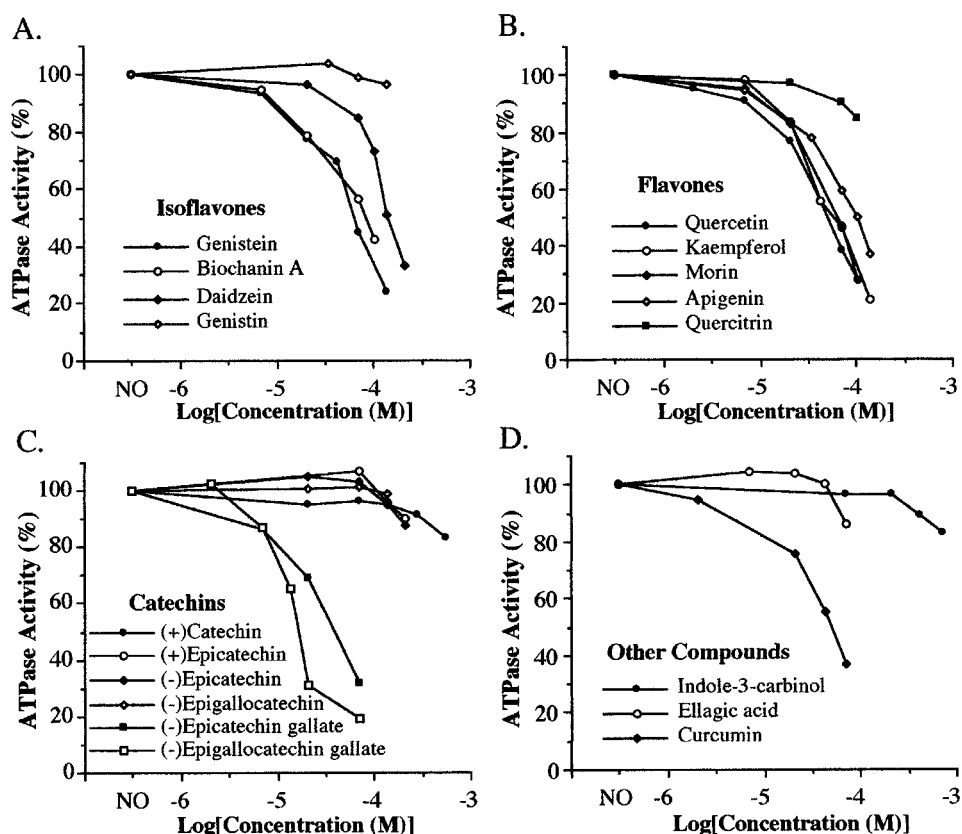 A.
ATPase Activity (%)
100
80
60
40
20
0
Isoflavones
Genistein
Biochanin A
Daidzein
Genistin
NO -6 -5 -4 -3
Log[Concentration (M)]
B.
ATPase Activity (%)
100
80
60
40
20
0
Flavones
Quercetin
Kaempferol
Morin
Apigenin
Quercitrin
NO -6 -5 -4 -3
Log[Concentration (M)]
C.
ATPase Activity (%)
100
80
60
40
20
0
Catechins
(+)Catechin
(+)Epicatechin
(-)Epicatechin
(-)Epigallocatechin
(-)Epicatechin gallate
(-)Epigallocatechin gallate
NO -6 -5 -4 -3
Log[Concentration (M)]
D.
ATPase Activity (%)
100
80
60
40
20
0
Other Compounds
Indole-3-carbinol
Ellagic acid
Curcumin
NO -6 -5 -4 -3
Log[Concentration (M)]